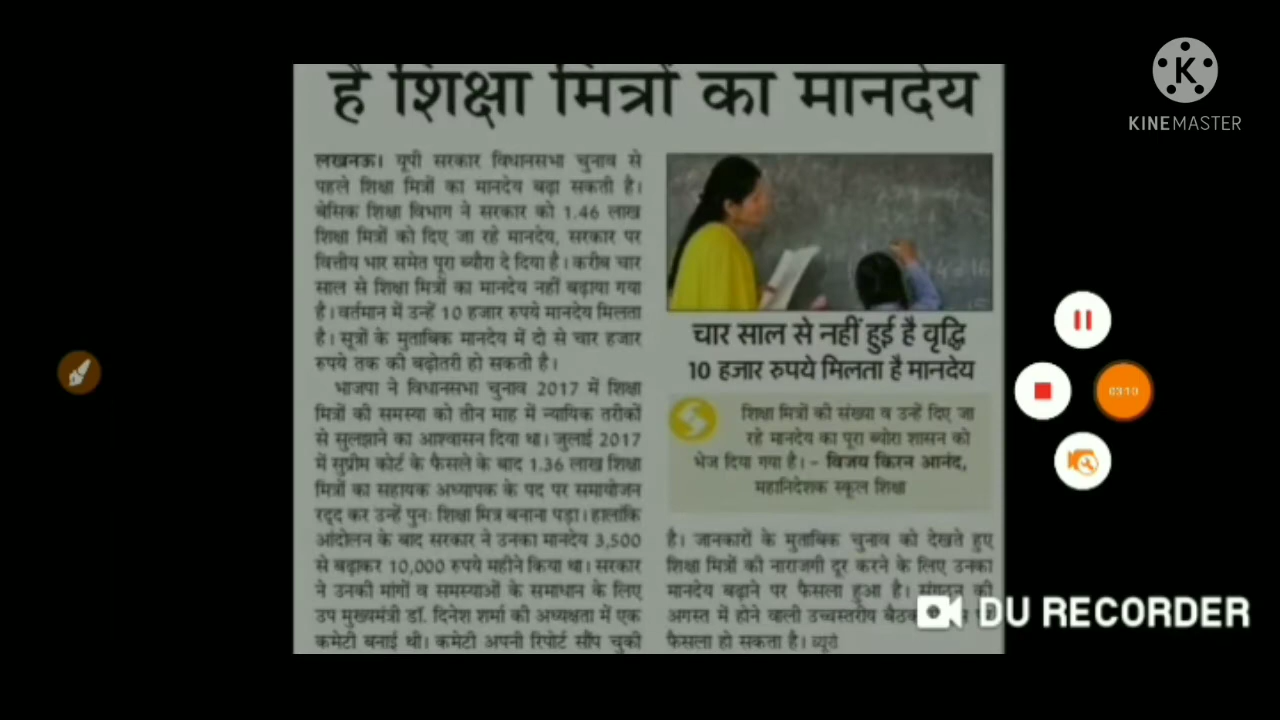 है शिक्षा मित्रों का मानदेय
लखनऊ। यूपी सरकार विधानसभा चुनाव से
पहले शिक्षा मित्रों का मानदेय बढ़ा सकती है।
बेसिक शिक्षा विभाग ने सरकार को 1.46 लाख
शिक्षा मित्रों को दिए जा रहे मानदेय, सरकार पर
वित्तीय भार समेत पूरा ब्यौरा दे दिया है। करीब चार
साल से शिक्षा मित्रों का मानदेय नहीं बढ़ाया गया
है। वर्तमान में उन्हें 10 हजार रुपये मानदेय मिलता
है। सूत्रों के मुताबिक मानदेय में दो से चार हजार
रुपये तक की बढ़ोतरी हो सकती है।
भाजपा ने विधानसभा चुनाव 2017 में शिक्षा
मित्रों की समस्या को तीन माह में न्यायिक तरीकों
से सुलझाने का आश्वासन दिया था। जुलाई 2017
में सुप्रीम कोर्ट के फैसले के बाद 1.36 लाख शिक्षा
मित्रों का सहायक अध्यापक के पद पर समायोजन
रद्द कर उन्हें पुनः शिक्षा मित्र बनाना पड़ा। हालांकि
आंदोलन के बाद सरकार ने उनका मानदेय 3,500
से बढ़ाकर 10,000 रुपये महीने किया था। सरकार
ने उनकी मांगों व समस्याओं के समाधान के लिए
उप मुख्यमंत्री डॉ. दिनेश शर्मा की अध्यक्षता में एक
कमेटी बनाई थी। कमेटी अपनी रिपोर्ट सौंप चुकी
चार साल से नहीं हुई है वृद्धि
10 हजार रुपये मिलता है मानदेय
शिक्षा मित्रों की संख्या व उन्हें दिए जा
रहे मानदेय का पूरा ब्योरा शासन को
भेज दिया गया है। - विजय किरन आनंद,
महानिदेशक स्कूल शिक्षा
है। जानकारों के मुताबिक चुनाव को देखते हुए
शिक्षा मित्रों की नाराजगी दूर करने के लिए उनका
मानदेय बढ़ाने पर फैसला हुआ है। संगठन की
अगस्त में होने वाली उच्चस्तरीय बैठक
फैसला हो सकता है। ब्यूरो
KINEMASTER
03:10
DU RECORDER